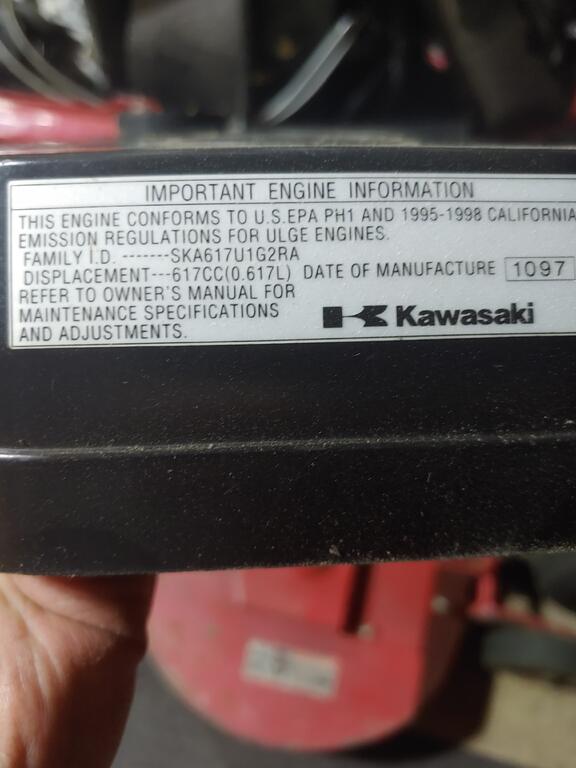 IMPORTANT ENGINE INFORMATION
THIS ENGINE CONFORMS TO U.S.EPA PH1 AND 1995-1998 CALIFORNIA
EMISSION REGULATIONS FOR ULGE ENGINES.
FAMILY I.D. -------SKA617U1G2RA
DISPLACEMENT---617CC(0.617L) DATE OF MANUFACTURE 1097
REFER TO OWNER'S MANUAL FOR
MAINTENANCE SPECIFICATIONS
AND ADJUSTMENTS.
Kawasaki